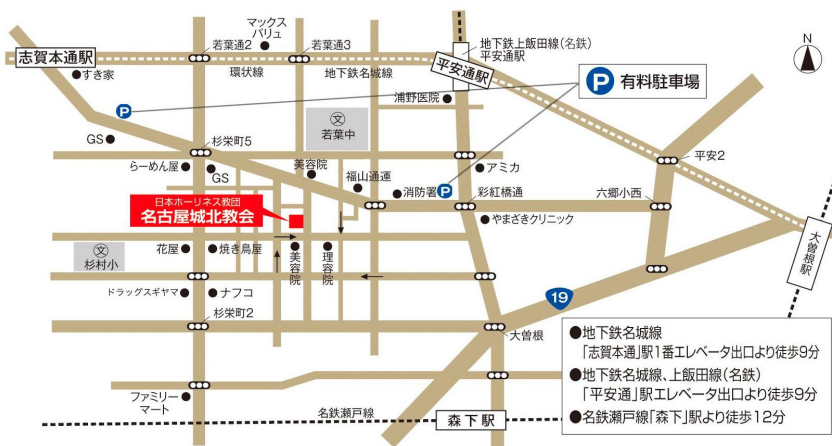 マックス
バリュ
若葉通2
若葉通3
地下鉄上飯田線(名鉄)
平安通駅
N
志賀本通駅
すき家
環状線
地下鉄名城線
平安通駅
P 有料駐車場
浦野医院
P
文
若葉中
GS
杉栄町5
平安2
らーめん屋
GS
美容院
福山通運
アミカ
消防署
P
彩紅橋通
六郷小西
日本ホーリネス教団
名古屋城北教会
やまざきクリニック
大曽根駅
文
杉村小
花屋
焼き鳥屋
美容院
理容院
ドラッグスギヤマ
ナフコ
19
杉栄町2
大曽根
●地下鉄名城線
「志賀本通」駅1番エレベータ出口より徒歩9分
●地下鉄名城線、上飯田線(名鉄)
「平安通」駅エレベータ出口より徒歩9分
●名鉄瀬戸線「森下」駅より徒歩12分
ファミリー
マート
名鉄瀬戸線
森下駅